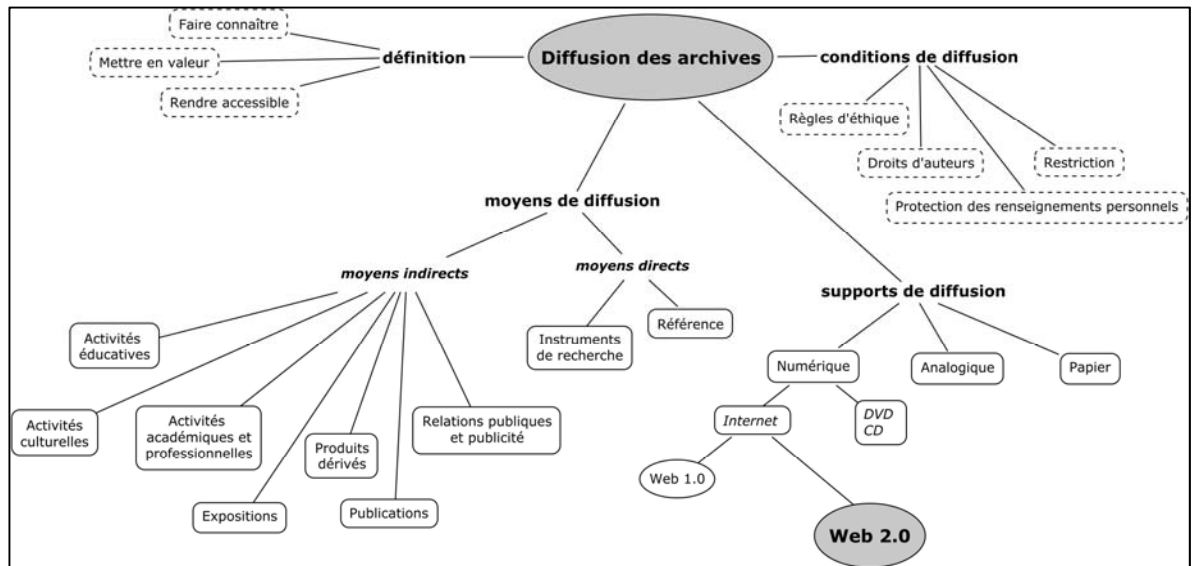 Diffusion des archives
définition
Faire connaître
Mettre en valeur
Rendre accessible
conditions de diffusion
Règles d'éthique
Droits d'auteurs
Restriction
Protection des renseignements personnels
moyens de diffusion
moyens indirects
Activités
éducatives
Activités
culturelles
Activités
académiques et
professionnelles
Expositions
Produits
dérivés
Publications
Relations publiques
et publicité
moyens directs
Instruments
de recherche
Référence
supports de diffusion
Numérique
Analogique
Papier
Internet
DVD
CD
Web 1.0
Web 2.0